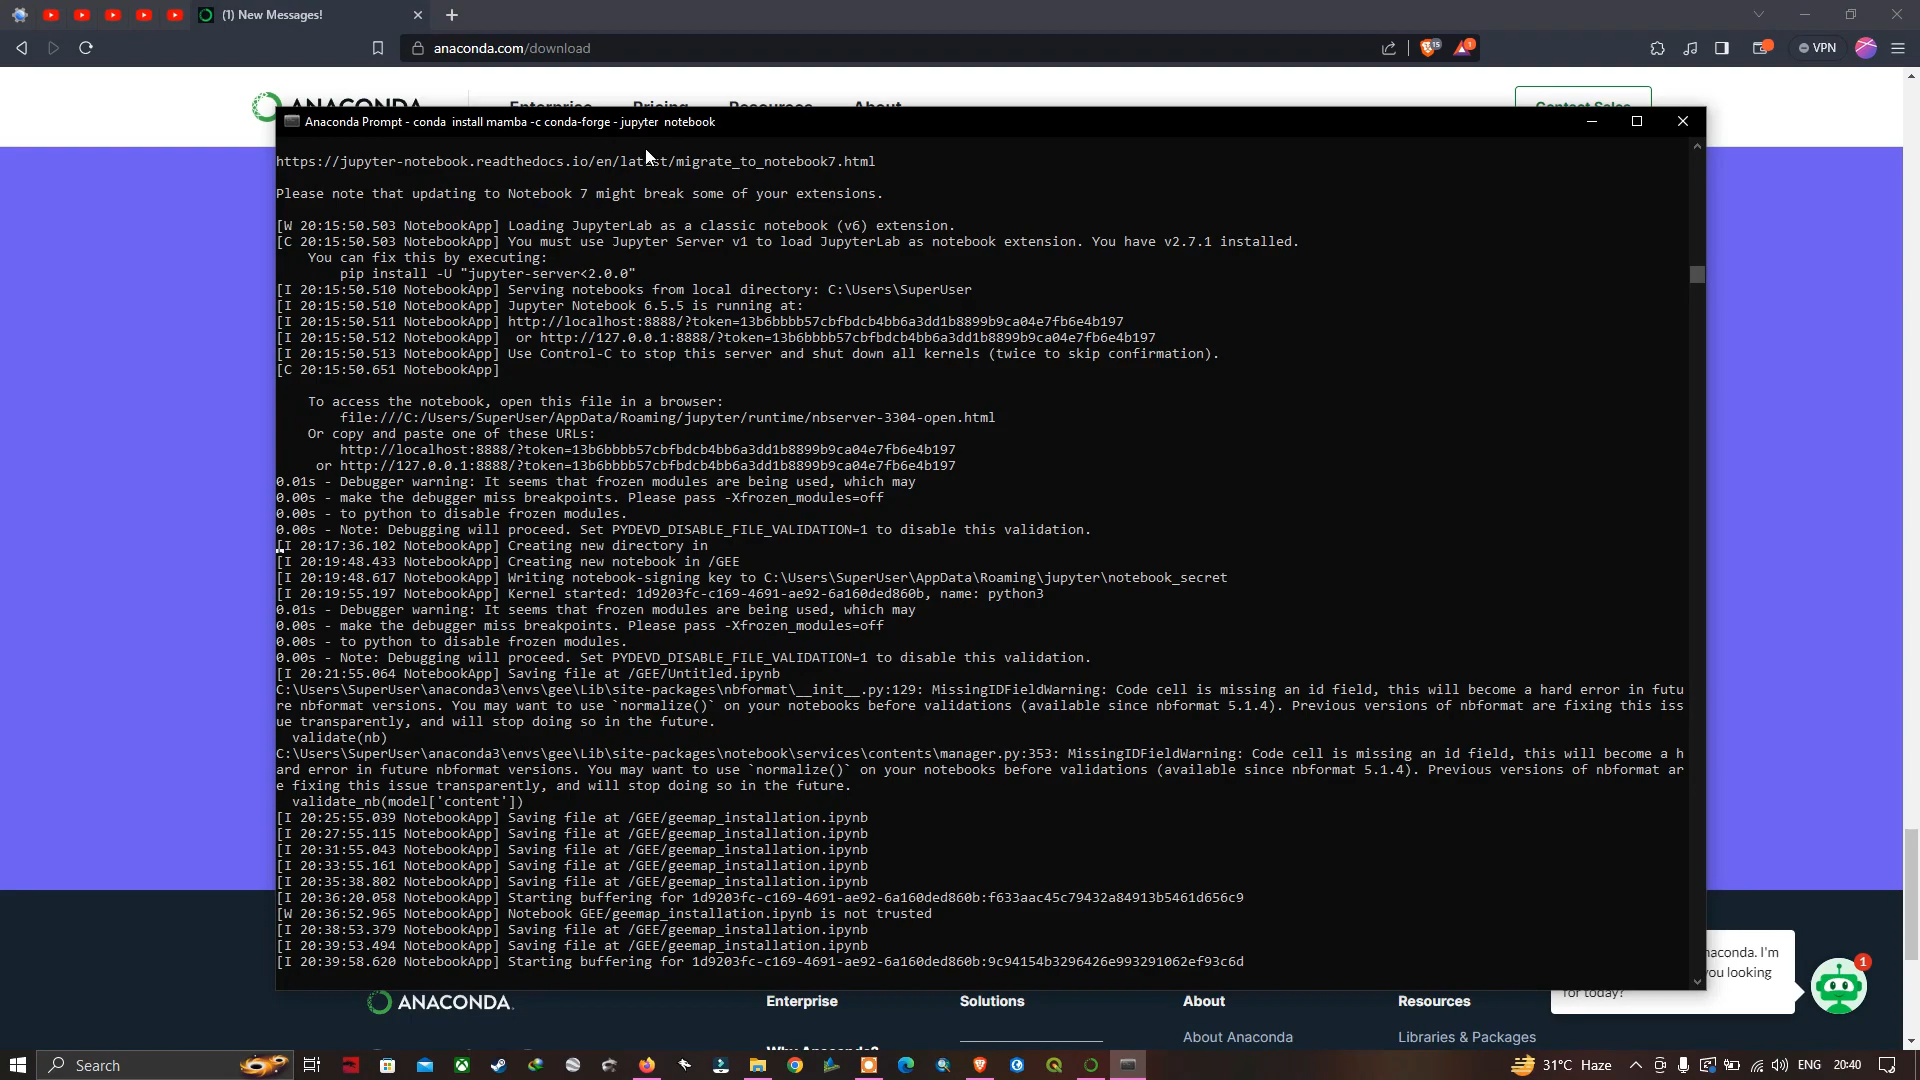 (1) New Messages!
anaconda.com/download
15
1
VPN
ANACONDA
Enterprise Pricing Resources About
Contact Sales
Anaconda Prompt - conda  install mamba -c conda-forge - jupyter  notebook
https://jupyter-notebook.readthedocs.io/en/latest/migrate_to_notebook7.html
Please note that updating to Notebook 7 might break some of your extensions.
[W 20:15:50.503 NotebookApp] Loading JupyterLab as a classic notebook (v6) extension.
[C 20:15:50.503 NotebookApp] You must use Jupyter Server v1 to load JupyterLab as notebook extension. You have v2.7.1 installed.
You can fix this by executing:
pip install -U "jupyter-server<2.0.0"
[I 20:15:50.510 NotebookApp] Serving notebooks from local directory: C:\Users\SuperUser
[I 20:15:50.510 NotebookApp] Jupyter Notebook 6.5.5 is running at:
[I 20:15:50.511 NotebookApp] http://localhost:8888/?token=13b6bbbb57cbfbdcb4bb6a3dd1b8899b9ca04e7fb6e4b197
[I 20:15:50.512 NotebookApp]  or http://127.0.0.1:8888/?token=13b6bbbb57cbfbdcb4bb6a3dd1b8899b9ca04e7fb6e4b197
[I 20:15:50.513 NotebookApp] Use Control-C to stop this server and shut down all kernels (twice to skip confirmation).
[C 20:15:50.651 NotebookApp]
To access the notebook, open this file in a browser:
file:///C:/Users/SuperUser/AppData/Roaming/jupyter/runtime/nbserver-3304-open.html
Or copy and paste one of these URLs:
http://localhost:8888/?token=13b6bbbb57cbfbdcb4bb6a3dd1b8899b9ca04e7fb6e4b197
or http://127.0.0.1:8888/?token=13b6bbbb57cbfbdcb4bb6a3dd1b8899b9ca04e7fb6e4b197
0.01s - Debugger warning: It seems that frozen modules are being used, which may
0.00s - make the debugger miss breakpoints. Please pass -Xfrozen_modules=off
0.00s - to python to disable frozen modules.
0.00s - Note: Debugging will proceed. Set PYDEVD_DISABLE_FILE_VALIDATION=1 to disable this validation.
[I 20:17:36.102 NotebookApp] Creating new directory in
[I 20:19:48.433 NotebookApp] Creating new notebook in /GEE
[I 20:19:48.617 NotebookApp] Writing notebook-signing key to C:\Users\SuperUser\AppData\Roaming\jupyter\notebook_secret
[I 20:19:55.197 NotebookApp] Kernel started: 1d9203fc-c169-4691-ae92-6a160ded860b, name: python3
0.01s - Debugger warning: It seems that frozen modules are being used, which may
0.00s - make the debugger miss breakpoints. Please pass -Xfrozen_modules=off
0.00s - to python to disable frozen modules.
0.00s - Note: Debugging will proceed. Set PYDEVD_DISABLE_FILE_VALIDATION=1 to disable this validation.
[I 20:21:55.064 NotebookApp] Saving file at /GEE/Untitled.ipynb
C:\Users\SuperUser\anaconda3\envs\gee\Lib\site-packages\nbformat\__init__.py:129: MissingIDFieldWarning: Code cell is missing an id field, this will become a hard error in futu
re nbformat versions. You may want to use `normalize()` on your notebooks before validations (available since nbformat 5.1.4). Previous versions of nbformat are fixing this iss
ue transparently, and will stop doing so in the future.
validate(nb)
C:\Users\SuperUser\anaconda3\envs\gee\Lib\site-packages\notebook\services\contents\manager.py:353: MissingIDFieldWarning: Code cell is missing an id field, this will become a h
ard error in future nbformat versions. You may want to use `normalize()` on your notebooks before validations (available since nbformat 5.1.4). Previous versions of nbformat ar
e fixing this issue transparently, and will stop doing so in the future.
validate_nb(model['content'])
[I 20:25:55.039 NotebookApp] Saving file at /GEE/geemap_installation.ipynb
[I 20:27:55.115 NotebookApp] Saving file at /GEE/geemap_installation.ipynb
[I 20:31:55.043 NotebookApp] Saving file at /GEE/geemap_installation.ipynb
[I 20:33:55.161 NotebookApp] Saving file at /GEE/geemap_installation.ipynb
[I 20:35:38.802 NotebookApp] Saving file at /GEE/geemap_installation.ipynb
[I 20:36:20.058 NotebookApp] Starting buffering for 1d9203fc-c169-4691-ae92-6a160ded860b:f633aac45c79432a84913b5461d656c9
[W 20:36:52.965 NotebookApp] Notebook GEE/geemap_installation.ipynb is not trusted
[I 20:38:53.379 NotebookApp] Saving file at /GEE/geemap_installation.ipynb
[I 20:39:53.494 NotebookApp] Saving file at /GEE/geemap_installation.ipynb
[I 20:39:58.620 NotebookApp] Starting buffering for 1d9203fc-c169-4691-ae92-6a160ded860b:9c94154b3296426e993291062ef93c6d
naconda. I'm
you looking
for today?
1
ANACONDA.
Enterprise Solutions About Resources
About Anaconda Libraries & Packages
Why Anaconda?
Search
31°C Haze
ENG 20:40